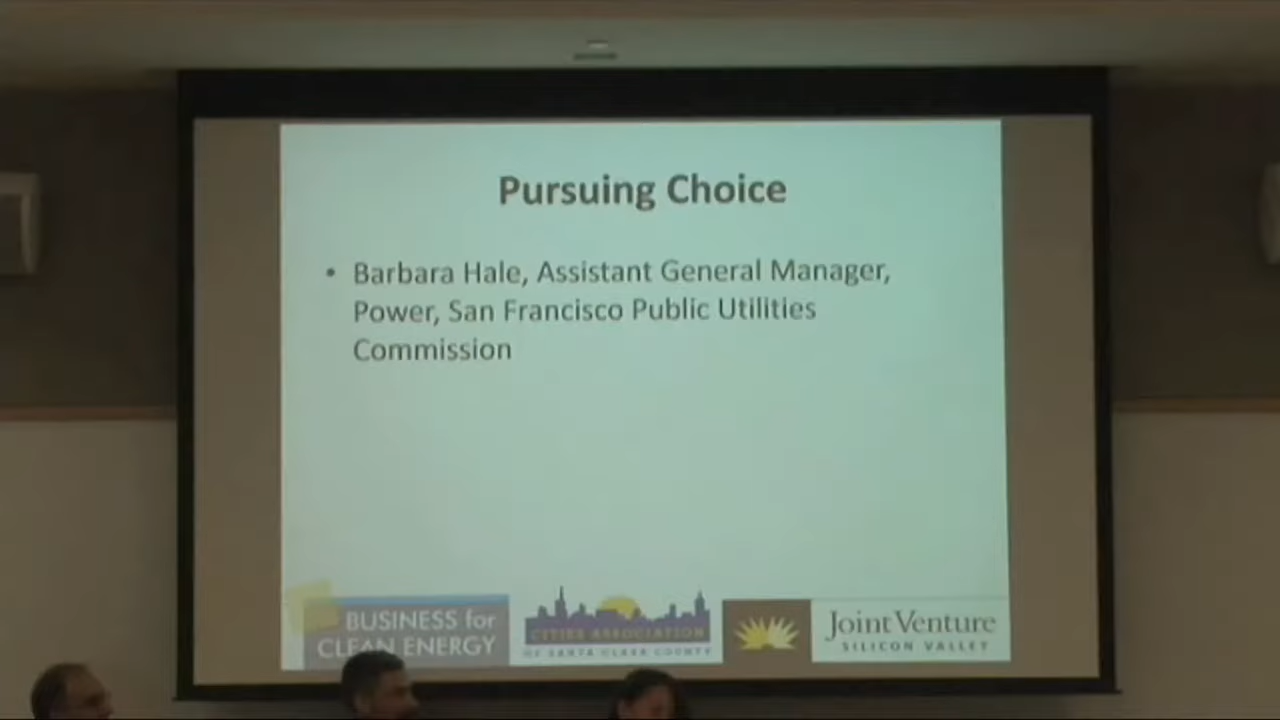 Pursuing Choice
• Barbara Hale, Assistant General Manager,
Power, San Francisco Public Utilities
Commission
BUSINESS for
CLEAN ENERGY
CITIES ASSOCIATION
OF SANTA CLARA COUNTY
Joint Venture
SILICON VALLEY